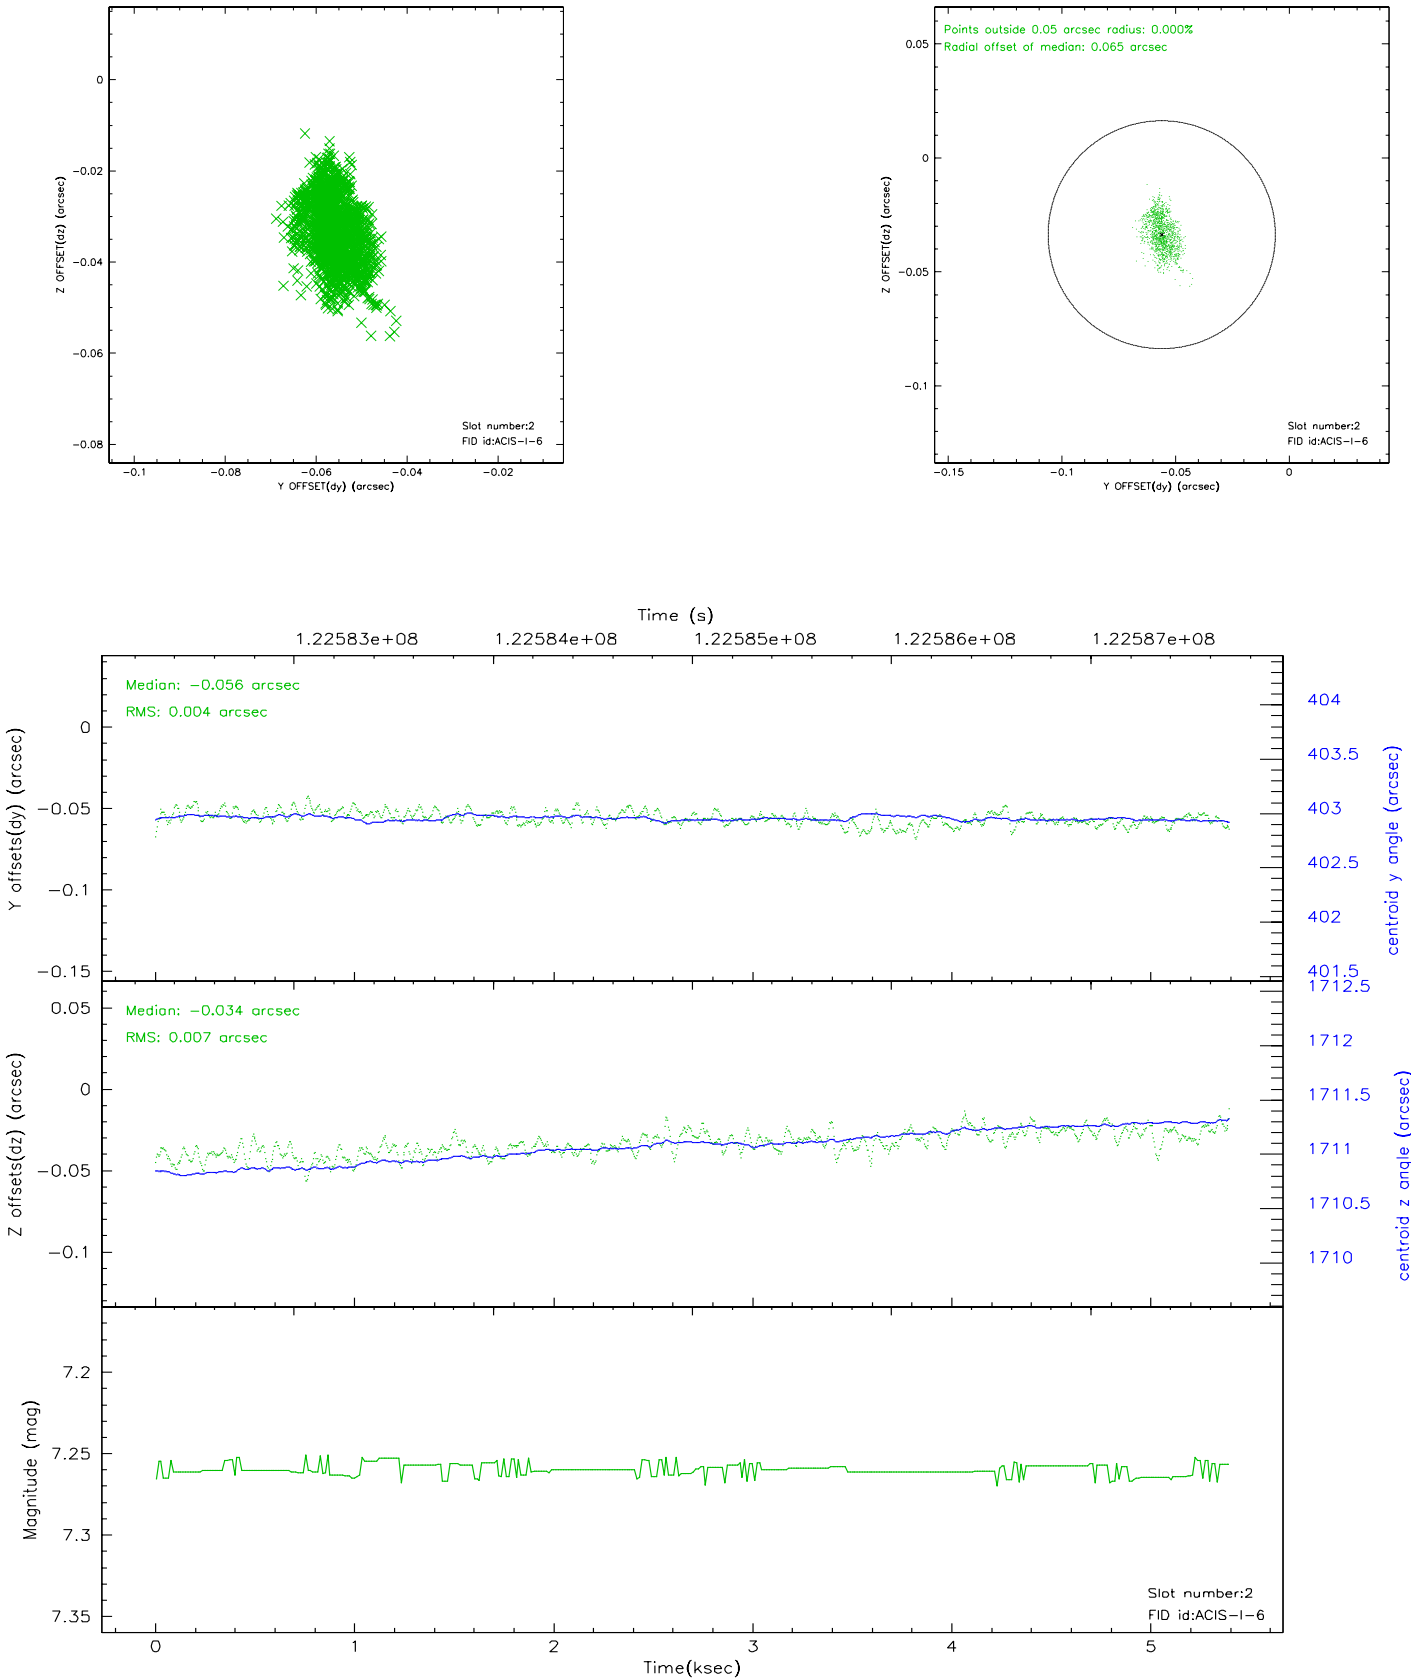 0
−0.02
−0.04
−0.06
−0.08
Z OFFSET(dz) (arcsec)
Slot number:2
FID id:ACIS−I−6
−0.1
−0.08
−0.06
−0.04
−0.02
Y OFFSET(dy) (arcsec)
Points outside 0.05 arcsec radius: 0.000%
Radial offset of median: 0.065 arcsec
0.05
0
−0.05
−0.1
Z OFFSET(dz) (arcsec)
Slot number:2
FID id:ACIS−I−6
−0.15
−0.1
−0.05
0
Y OFFSET(dy) (arcsec)
Time (s)
1.22583e+08
1.22584e+08
1.22585e+08
1.22586e+08
1.22587e+08
Median: −0.056 arcsec
RMS: 0.004 arcsec
0
−0.05
−0.1
−0.15
Y offsets(dy) (arcsec)
404
403.5
403
402.5
402
401.5
centroid y angle (arcsec)
Median: −0.034 arcsec
RMS: 0.007 arcsec
0.05
0
−0.05
−0.1
Z offsets(dz) (arcsec)
1712.5
1712
1711.5
1711
1710.5
1710
centroid z angle (arcsec)
7.2
7.25
7.3
7.35
Magnitude (mag)
Slot number:2
FID id:ACIS−I−6
0
1
2
3
4
5
Time(ksec)